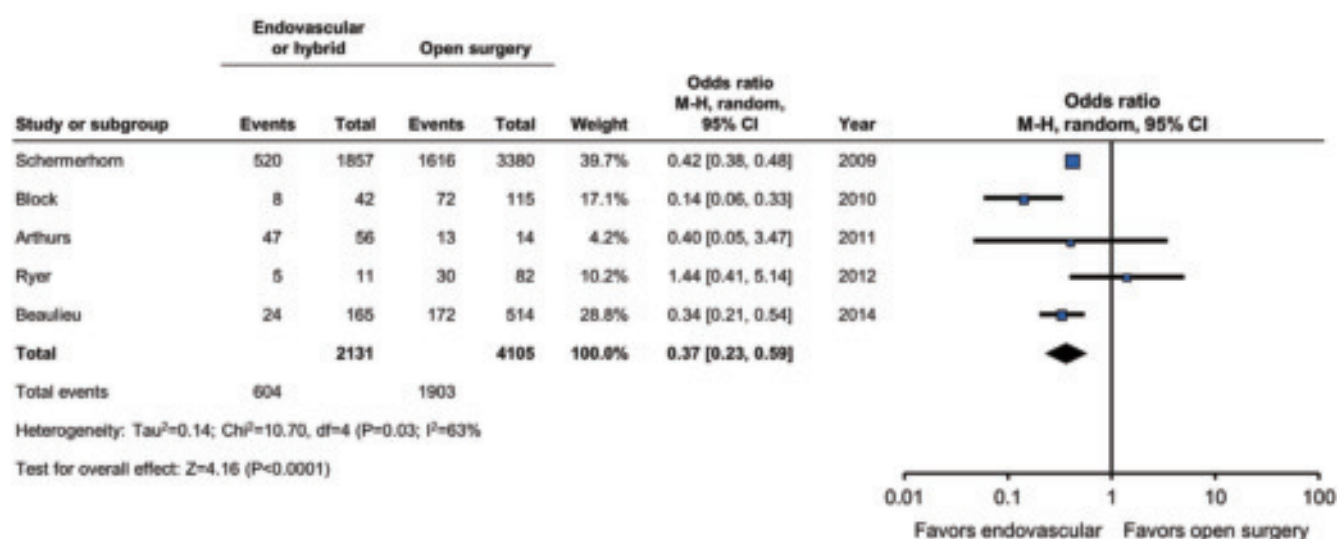 Endovascular or hybrid Open surgery
Study or subgroup Events Total Events Total Weight Odds ratio M-H, random, 95% CI Year Odds ratio M-H, random, 95% CI
Schermerhorn 520 1857 1616 3380 39.7% 0.42 [0.38, 0.48] 2009
Block 8 42 72 115 17.1% 0.14 [0.06, 0.33] 2010
Arthurs 47 56 13 14 4.2% 0.40 [0.05, 3.47] 2011
Ryer 5 11 30 82 10.2% 1.44 [0.41, 5.14] 2012
Beaulieu 24 165 172 514 28.8% 0.34 [0.21, 0.54] 2014
Total 2131 4105 100.0% 0.37 [0.23, 0.59]
Total events 604 1903
Heterogeneity: Tau²=0.14; Chi²=10.70, df=4 (P=0.03; I²=63%
Test for overall effect: Z=4.16 (P<0.0001)
0.01 0.1 1 10 100
Favors endovascular Favors open surgery